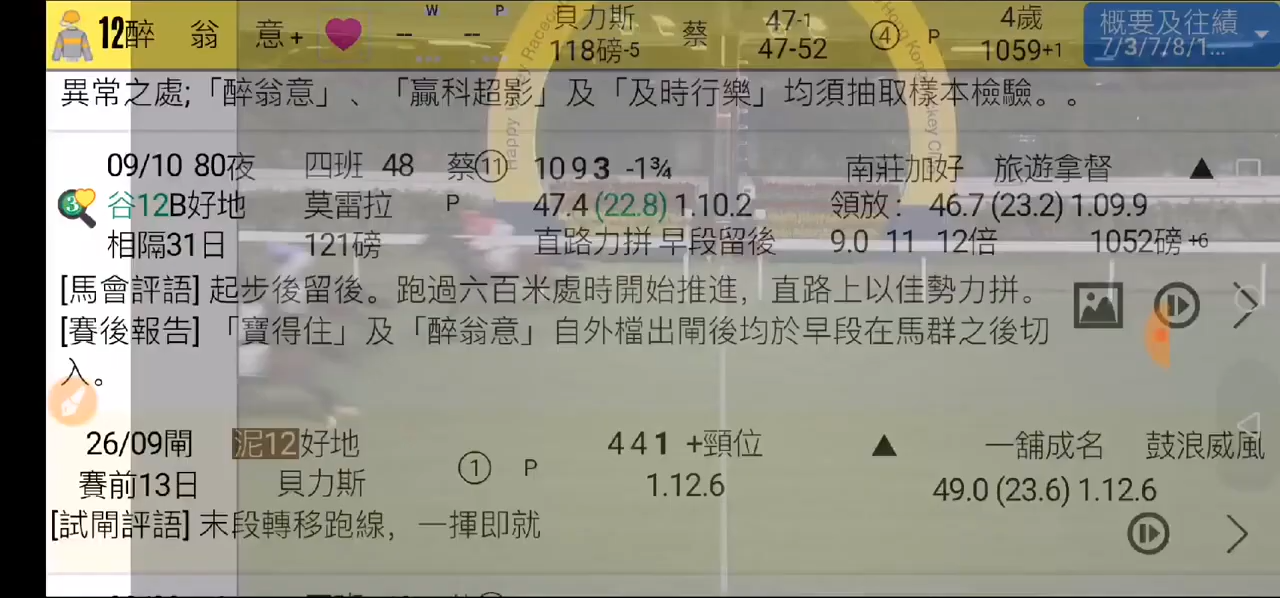 12醉 翁 意+ -- W -- P 貝力斯 118磅-5 蔡 47-1 47-52 4 P 4歲 1059+1 概要及往績 7/3/7/8/1...
異常之處;「醉翁意」、「贏科超影」及「及時行樂」均須抽取樣本檢驗。。
09/10 80夜 四班 48 蔡⑪ 10 9 3 -1¾ 南莊加好 旅遊拿督 ▲
3 谷12B好地 莫雷拉 P 47.4 (22.8) 1.10.2 領放: 46.7 (23.2) 1.09.9
相隔31日 121磅 直路力拼 早段留後 9.0 11 12倍 1052磅+6
[馬會評語] 起步後留後。跑過六百米處時開始推進，直路上以佳勢力拼。
[賽後報告] 「寶得住」及「醉翁意」自外檔出閘後均於早段在馬群之後切
入。
26/09閘 泥12好地 ① P 4 4 1 +頸位 ▲ 一舖成名 鼓浪威風
賽前13日 貝力斯 1.12.6 49.0 (23.6) 1.12.6
[試閘評語] 末段轉移跑線，一揮即就